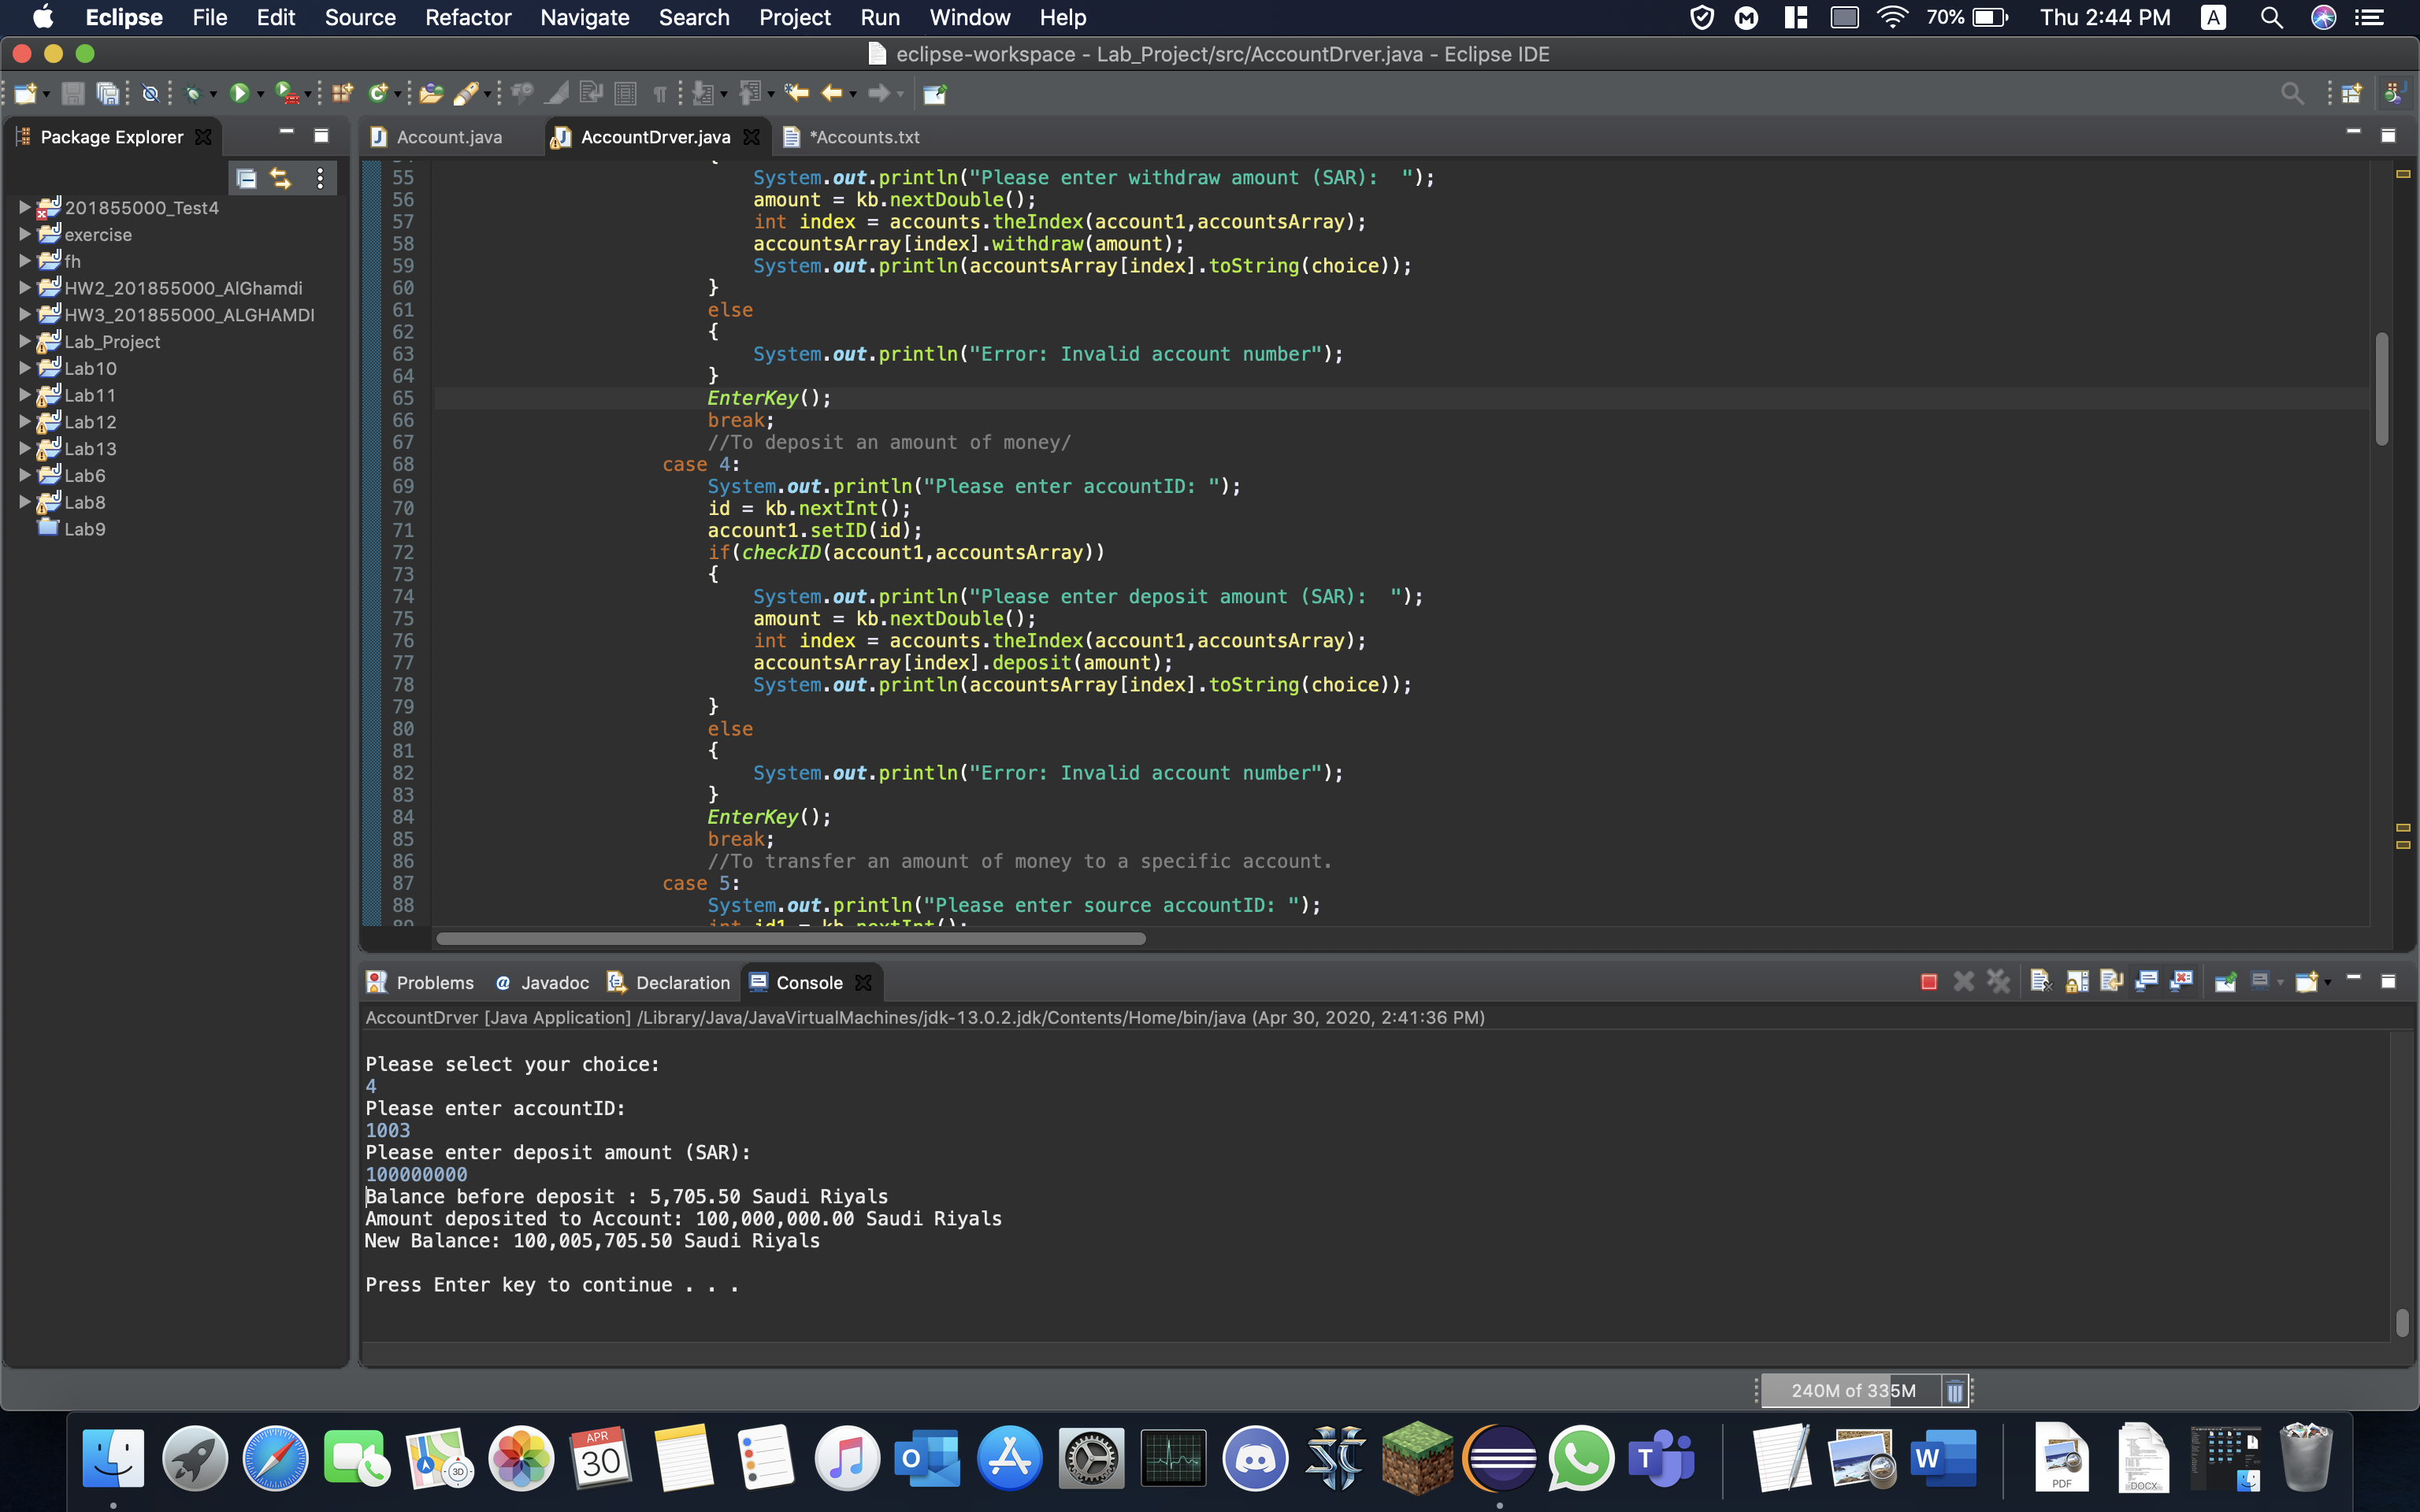 Eclipse File Edit Source Refactor Navigate Search Project Run Window Help 70% Thu 2:44 PM A
eclipse-workspace - Lab_Project/src/AccountDrver.java - Eclipse IDE
Package Explorer
201855000_Test4
exercise
fh
HW2_201855000_AlGhamdi
HW3_201855000_ALGHAMDI
Lab_Project
Lab10
Lab11
Lab12
Lab13
Lab6
Lab8
Lab9
Account.java AccountDrver.java *Accounts.txt
55 System.out.println("Please enter withdraw amount (SAR):  ");
56 amount = kb.nextDouble();
57 int index = accounts.theIndex(account1,accountsArray);
58 accountsArray[index].withdraw(amount);
59 System.out.println(accountsArray[index].toString(choice));
60 }
61 else
62 {
63 System.out.println("Error: Invalid account number");
64 }
65 EnterKey();
66 break;
67 //To deposit an amount of money/
68 case 4:
69 System.out.println("Please enter accountID: ");
70 id = kb.nextInt();
71 account1.setID(id);
72 if(checkID(account1,accountsArray))
73 {
74 System.out.println("Please enter deposit amount (SAR):  ");
75 amount = kb.nextDouble();
76 int index = accounts.theIndex(account1,accountsArray);
77 accountsArray[index].deposit(amount);
78 System.out.println(accountsArray[index].toString(choice));
79 }
80 else
81 {
82 System.out.println("Error: Invalid account number");
83 }
84 EnterKey();
85 break;
86 //To transfer an amount of money to a specific account.
87 case 5:
88 System.out.println("Please enter source accountID: ");
89 int id1 = kb.nextInt();
Problems @ Javadoc Declaration Console
AccountDrver [Java Application] /Library/Java/JavaVirtualMachines/jdk-13.0.2.jdk/Contents/Home/bin/java (Apr 30, 2020, 2:41:36 PM)
Please select your choice:
4
Please enter accountID:
1003
Please enter deposit amount (SAR):
100000000
Balance before deposit : 5,705.50 Saudi Riyals
Amount deposited to Account: 100,000,000.00 Saudi Riyals
New Balance: 100,005,705.50 Saudi Riyals
Press Enter key to continue . . .
240M of 335M
APR
30
3D
O
T
W
PDF
DOCX